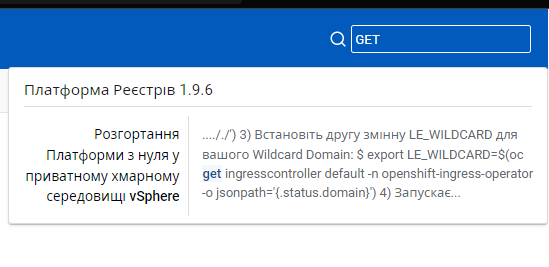 GET
Платформа Реєстрів 1.9.6
Розгортання
Платформи з нуля у
приватному хмарному
середовищі vSphere
…././') 3) Встановіть другу змінну LE_WILDCARD для
вашого Wildcard Domain: $ export LE_WILDCARD=$(oc
get ingresscontroller default -n openshift-ingress-operator
-o jsonpath='{.status.domain}') 4) Запускає...